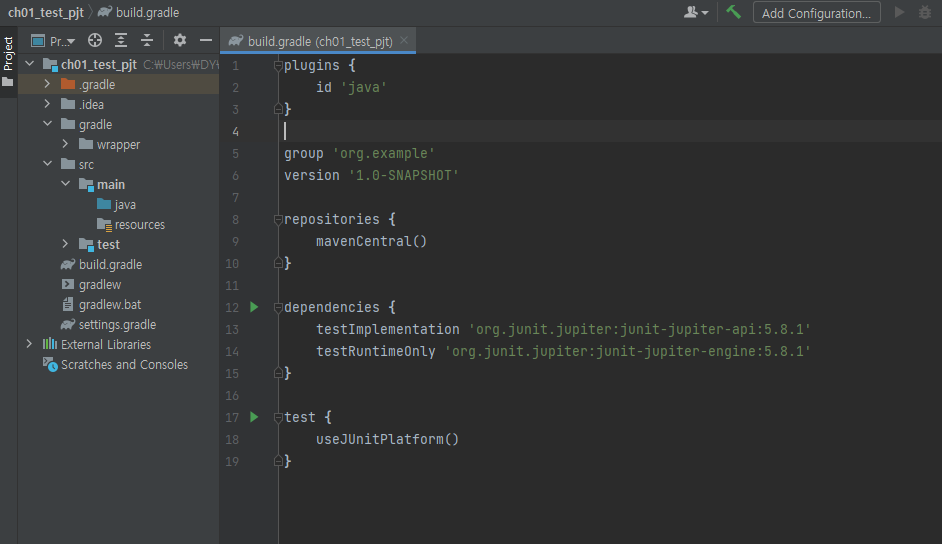 ch01_test_pjt build.gradle
Add Configuration...
Project
Pr...
build.gradle (ch01_test_pjt)
ch01_test_pjt C:₩Users₩DY₩
.gradle
.idea
gradle
wrapper
src
main
java
resources
test
build.gradle
gradlew
gradlew.bat
settings.gradle
External Libraries
Scratches and Consoles
1 plugins {
2 id 'java'
3 }
4
5 group 'org.example'
6 version '1.0-SNAPSHOT'
7
8 repositories {
9 mavenCentral()
10 }
11
12 dependencies {
13 testImplementation 'org.junit.jupiter:junit-jupiter-api:5.8.1'
14 testRuntimeOnly 'org.junit.jupiter:junit-jupiter-engine:5.8.1'
15 }
16
17 test {
18 useJUnitPlatform()
19 }